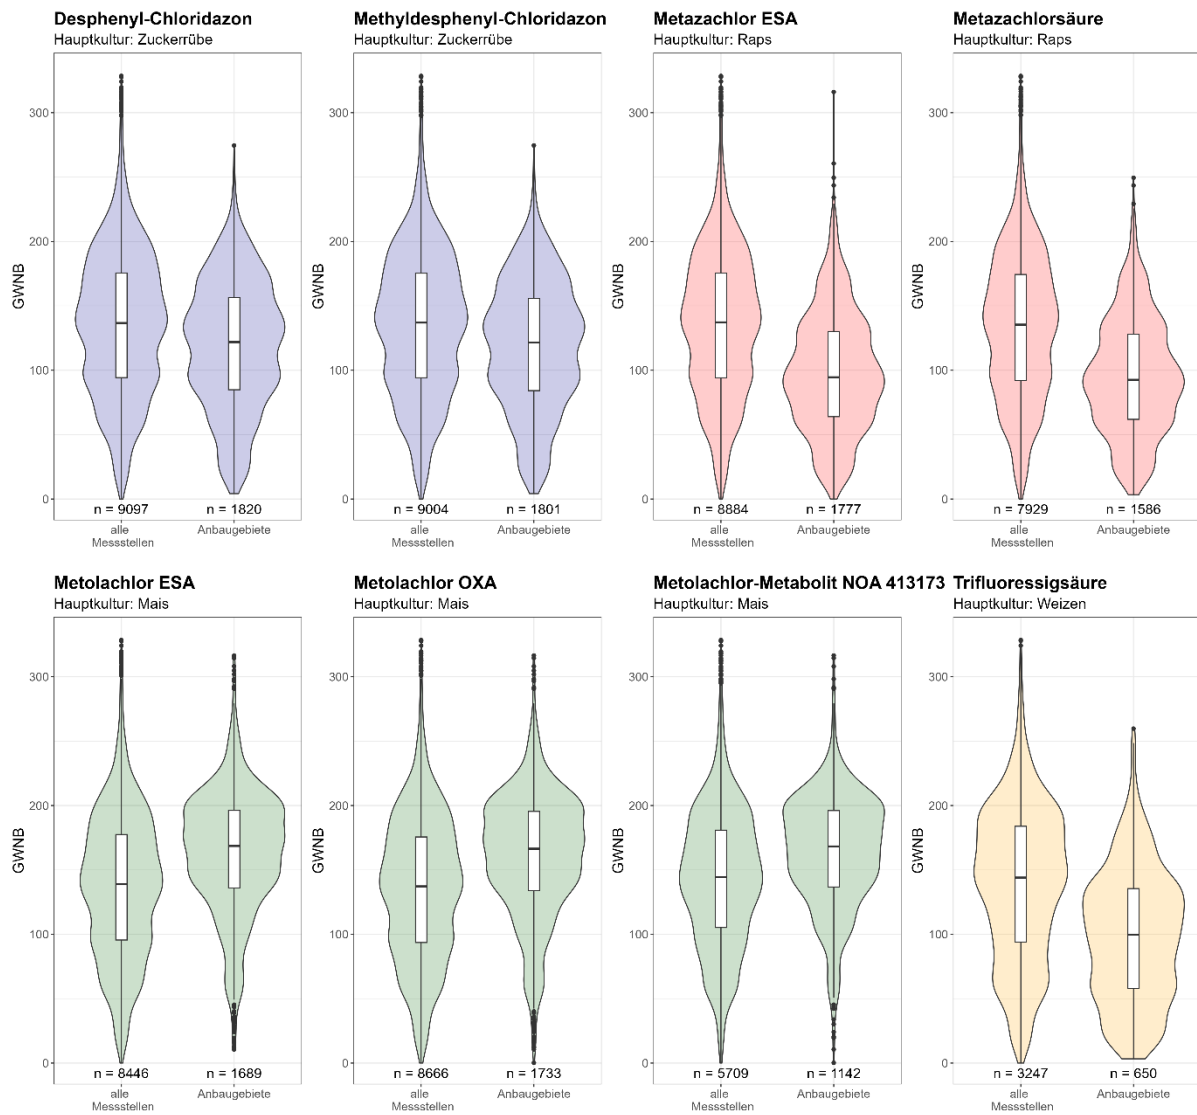 Desphenyl-Chloridazon
Hauptkultur: Zuckerrübe
300
200
100
0
GWNB
n = 9097
n = 1820
alle
Messstellen
Anbaugebiete
Methyldesphenyl-Chloridazon
Hauptkultur: Zuckerrübe
300
200
100
0
GWNB
n = 9004
n = 1801
alle
Messstellen
Anbaugebiete
Metazachlor ESA
Hauptkultur: Raps
300
200
100
0
GWNB
n = 8884
n = 1777
alle
Messstellen
Anbaugebiete
Metazachlorsäure
Hauptkultur: Raps
300
200
100
0
GWNB
n = 7929
n = 1586
alle
Messstellen
Anbaugebiete
Metolachlor ESA
Hauptkultur: Mais
300
200
100
0
GWNB
n = 8446
n = 1689
alle
Messstellen
Anbaugebiete
Metolachlor OXA
Hauptkultur: Mais
300
200
100
0
GWNB
n = 8666
n = 1733
alle
Messstellen
Anbaugebiete
Metolachlor-Metabolit NOA 413173
Hauptkultur: Mais
300
200
100
0
GWNB
n = 5709
n = 1142
alle
Messstellen
Anbaugebiete
Trifluoressigsäure
Hauptkultur: Weizen
300
200
100
0
GWNB
n = 3247
n = 650
alle
Messstellen
Anbaugebiete